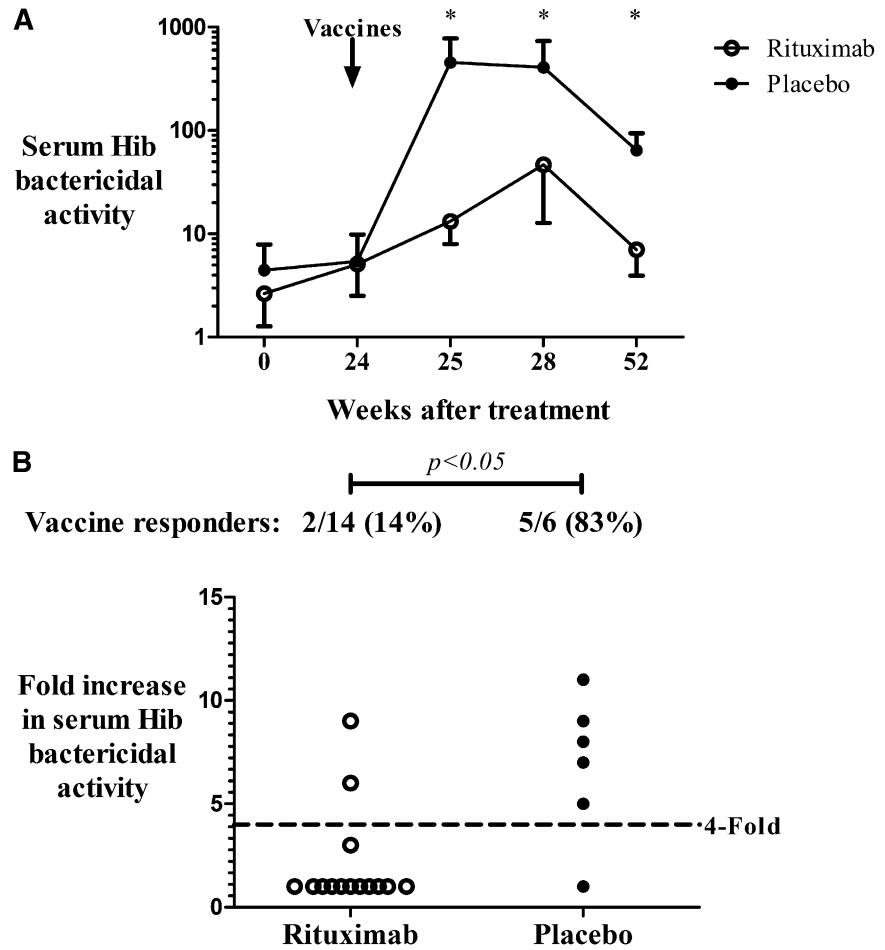 A
Vaccines
* * *
Rituximab
Placebo
1000
100
10
1
Serum Hib
bactericidal
activity
0 24 25 28 52
Weeks after treatment
B
p<0.05
Vaccine responders: 2/14 (14%) 5/6 (83%)
15
10
5
0
Fold increase
in serum Hib
bactericidal
activity
4-Fold
Rituximab Placebo